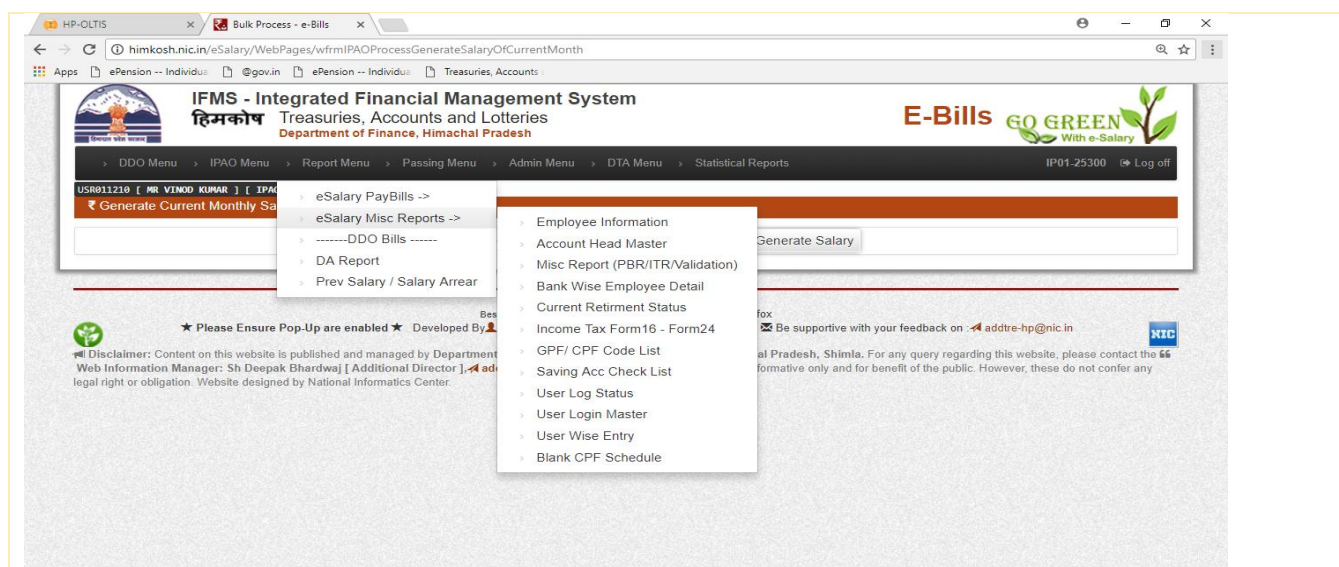 HP-OLTIS Bulk Process - e-Bills
himkosh.nic.in/eSalary/WebPages/wfrmIPAOProcessGenerateSalaryOfCurrentMonth
Apps ePension -- Individua @gov.in ePension -- Individua Treasuries, Accounts
IFMS - Integrated Financial Management System
हिमकोष Treasuries, Accounts and Lotteries
Department of Finance, Himachal Pradesh
E-Bills
GO GREEN
With e-Salary
DDO Menu IPAO Menu Report Menu Passing Menu Admin Menu DTA Menu Statistical Reports IP01-25300 Log off
USR011210 [ MR VINOD KUMAR ] [ IPAO
₹ Generate Current Monthly Sa
eSalary PayBills ->
eSalary Misc Reports ->
-------DDO Bills ------
DA Report
Prev Salary / Salary Arrear
Employee Information
Account Head Master
Misc Report (PBR/ITR/Validation)
Bank Wise Employee Detail
Current Retirment Status
Income Tax Form16 - Form24
GPF/ CPF Code List
Saving Acc Check List
User Log Status
User Login Master
User Wise Entry
Blank CPF Schedule
Generate Salary
Bes fox
★ Please Ensure Pop-Up are enabled ★ Developed By Be supportive with your feedback on : addtre-hp@nic.in
NIC
Disclaimer: Content on this website is published and managed by Department al Pradesh, Shimla. For any query regarding this website, please contact the
Web Information Manager: Sh Deepak Bhardwaj [ Additional Director ], ad formative only and for benefit of the public. However, these do not confer any
legal right or obligation. Website designed by National Informatics Center.